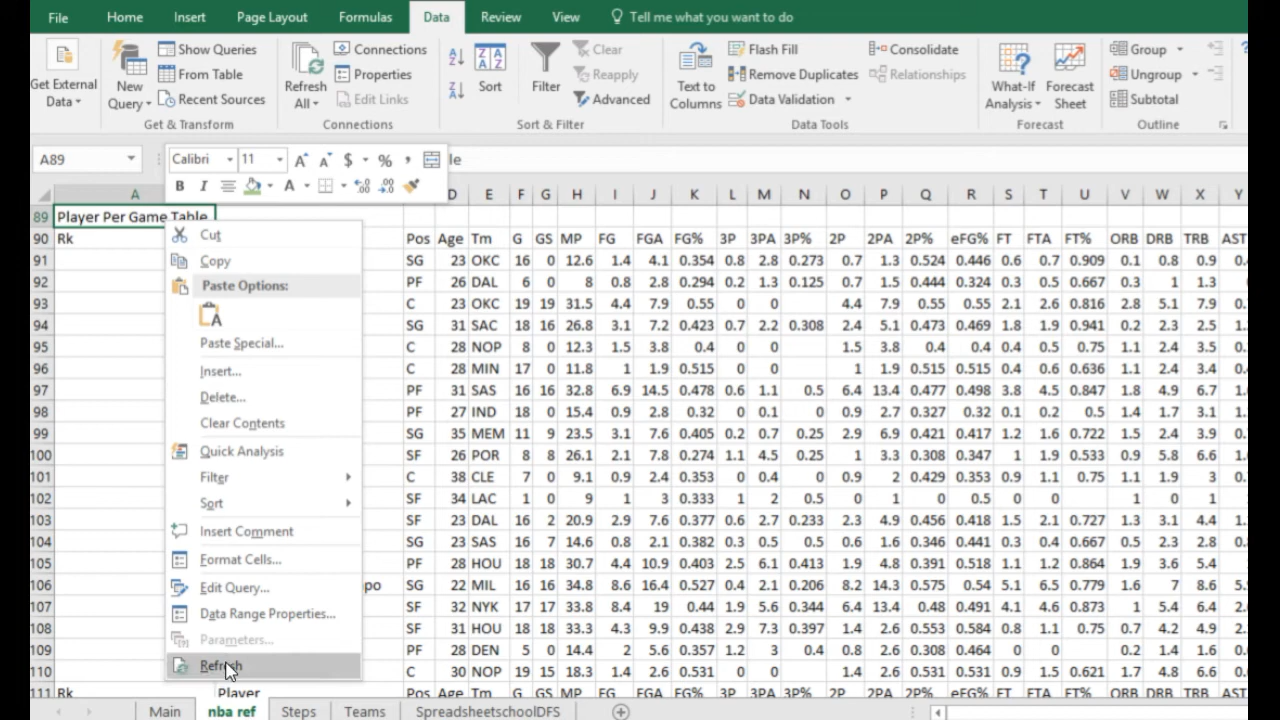 File Home Insert Page Layout Formulas Data Review View Tell me what you want to do
Get External Data New Query Show Queries From Table Recent Sources Refresh All Connections Properties Edit Links Sort Filter Clear Reapply Advanced Text to Columns Flash Fill Remove Duplicates Data Validation Consolidate Relationships What-If Analysis Forecast Sheet Group Ungroup Subtotal
Get & Transform Connections Sort & Filter Data Tools Forecast Outline
A89 Calibri 11 A A $ % , le
B I A .00
A D E F G H I J K L M N O P Q R S T U V W X Y
89 Player Per Game Table
90 Rk Pos Age Tm G GS MP FG FGA FG% 3P 3PA 3P% 2P 2PA 2P% eFG% FT FTA FT% ORB DRB TRB AST
91 SG 23 OKC 16 0 12.6 1.4 4.1 0.354 0.8 2.8 0.273 0.7 1.3 0.524 0.446 0.6 0.7 0.909 0.1 0.8 0.9
92 PF 26 DAL 6 0 8 0.8 2.8 0.294 0.2 1.3 0.125 0.7 1.5 0.444 0.324 0.3 0.5 0.667 0.3 1 1.3
93 C 23 OKC 19 19 31.5 4.4 7.9 0.55 0 0 4.4 7.9 0.55 0.55 2.1 2.6 0.816 2.8 5.1 7.9
94 SG 31 SAC 18 16 26.8 3.1 7.2 0.423 0.7 2.2 0.308 2.4 5.1 0.473 0.469 1.8 1.9 0.941 0.2 2.3 2.5
95 C 28 NOP 8 0 12.3 1.5 3.8 0.4 0 0 1.5 3.8 0.4 0.4 0.4 0.5 0.75 1.1 2.4 3.5
96 C 28 MIN 17 0 11.8 1 1.9 0.515 0 0 1 1.9 0.515 0.515 0.4 0.6 0.636 1.1 2.4 3.4
97 PF 31 SAS 16 16 32.8 6.9 14.5 0.478 0.6 1.1 0.5 6.4 13.4 0.477 0.498 3.8 4.5 0.847 1.8 4.9 6.7
98 PF 27 IND 18 0 15.4 0.9 2.8 0.32 0 0.1 0 0.9 2.7 0.327 0.32 0.1 0.2 0.5 1.4 1.7 3.1
99 SG 35 MEM 11 9 23.5 3.1 7.6 0.405 0.2 0.7 0.25 2.9 6.9 0.421 0.417 1.2 1.6 0.722 1.5 2.4 3.9
100 SF 26 POR 8 8 26.1 2.1 7.8 0.274 1.1 4.5 0.25 1 3.3 0.308 0.347 1 1.9 0.533 0.9 5.8 6.6
101 C 38 CLE 7 0 9.1 0.9 2.4 0.353 0 0.4 0 0.9 2 0.429 0.353 0.9 1.1 0.75 1.1 1.9 3
102 SF 34 LAC 1 0 9 1 3 0.333 1 2 0.5 0 1 0 0.5 0 0 1 0 1
103 SF 23 DAL 16 2 20.9 2.9 7.6 0.377 0.6 2.7 0.233 2.3 4.9 0.456 0.418 1.5 2.1 0.727 1.3 3.1 4.4
104 SG 23 SAS 16 7 14.6 0.8 2.1 0.382 0.3 0.5 0.5 0.6 1.6 0.346 0.441 0.3 0.4 0.667 0.5 2.3 2.8
105 PF 28 HOU 18 18 30.7 4.4 10.9 0.403 2.5 6.1 0.413 1.9 4.8 0.391 0.518 1.1 1.2 0.864 1.9 3.6 5.4
106 po SG 22 MIL 16 16 34.8 8.6 16.4 0.527 0.4 2.1 0.206 8.2 14.3 0.575 0.54 5.1 6.5 0.779 1.6 7 8.6
107 SF 32 NYK 17 17 33.8 8.4 19 0.44 1.9 5.6 0.344 6.4 13.4 0.48 0.491 4.1 4.6 0.873 1 5.4 6.4
108 SF 31 HOU 18 18 33.3 4.3 9.9 0.438 2.9 7.3 0.397 1.4 2.6 0.553 0.584 0.8 1.1 0.75 0.7 4.2 4.9
109 PF 28 DEN 5 0 14.4 2 5.6 0.357 1.2 3 0.4 0.8 2.6 0.308 0.464 0 0 0.2 1.4 1.6
110 C 30 NOP 19 15 18.3 1.4 2.6 0.531 0 0 1.4 2.6 0.531 0.531 0.9 1.5 0.621 1.7 4.8 6.6
111 Rk Player Pos Age Tm G GS MP FG FGA FG% 3P 3PA 3P% 2P 2PA 2P% eFG% FT FTA FT% ORB DRB TRB AST
Cut
Copy
Paste Options:
Paste Special...
Insert...
Delete...
Clear Contents
Quick Analysis
Filter
Sort
Insert Comment
Format Cells...
Edit Query...
Data Range Properties...
Parameters...
Refresh
Main nba ref Steps Teams SpreadsheetschoolDFS